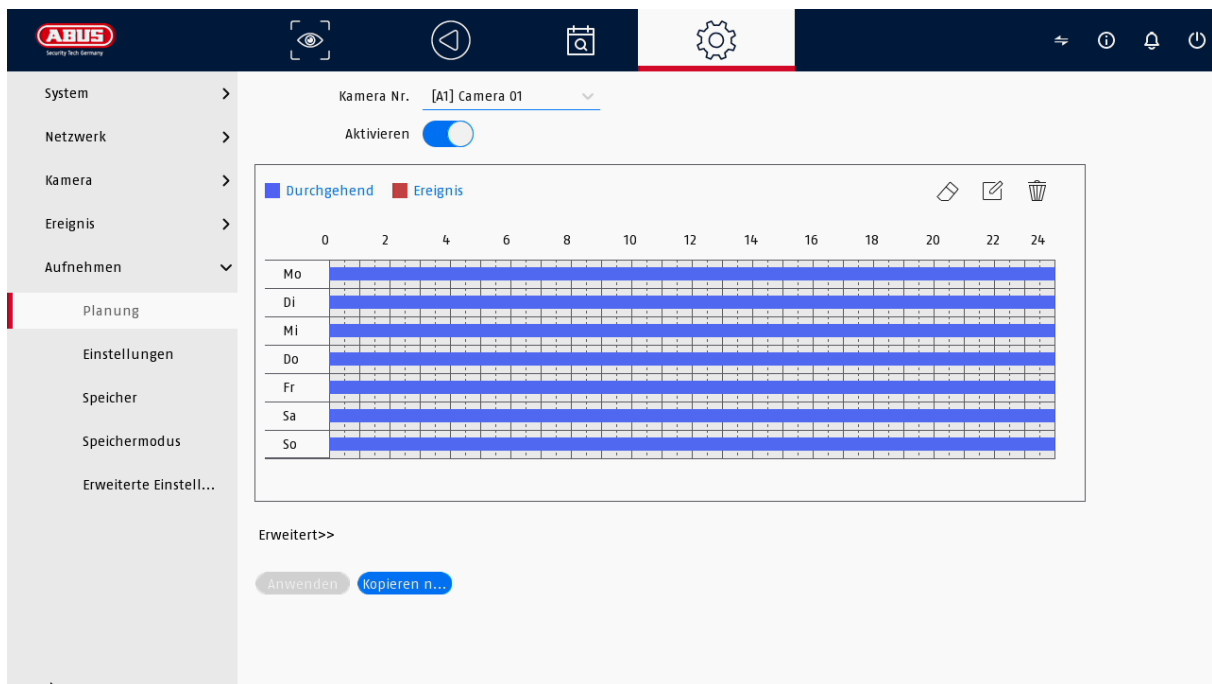 ABUS
Security Tech Germany
System
Netzwerk
Kamera
Ereignis
Aufnehmen
Planung
Einstellungen
Speicher
Speichermodus
Erweiterte Einstell...
Kamera Nr. [A1] Camera 01
Aktivieren
Durchgehend Ereignis
0 2 4 6 8 10 12 14 16 18 20 22 24
Mo
Di
Mi
Do
Fr
Sa
So
Erweitert>>
Anwenden Kopieren n...